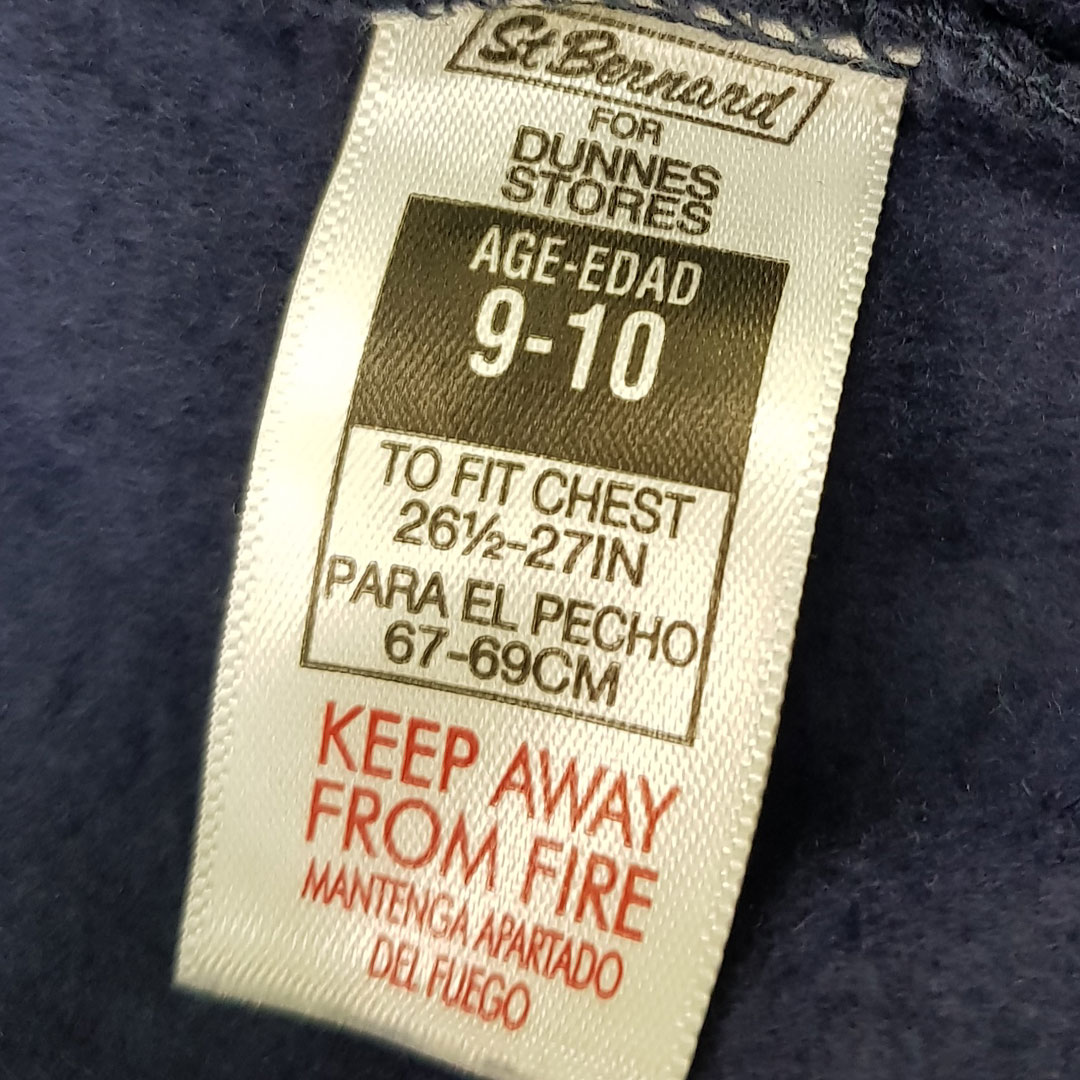 St Bernard
FOR
DUNNES
STORES
AGE-EDAD
9-10
TO FIT CHEST
26½-27IN
PARA EL PECHO
67-69CM
KEEP AWAY
FROM FIRE
MANTENGA APARTADO
DEL FUEGO